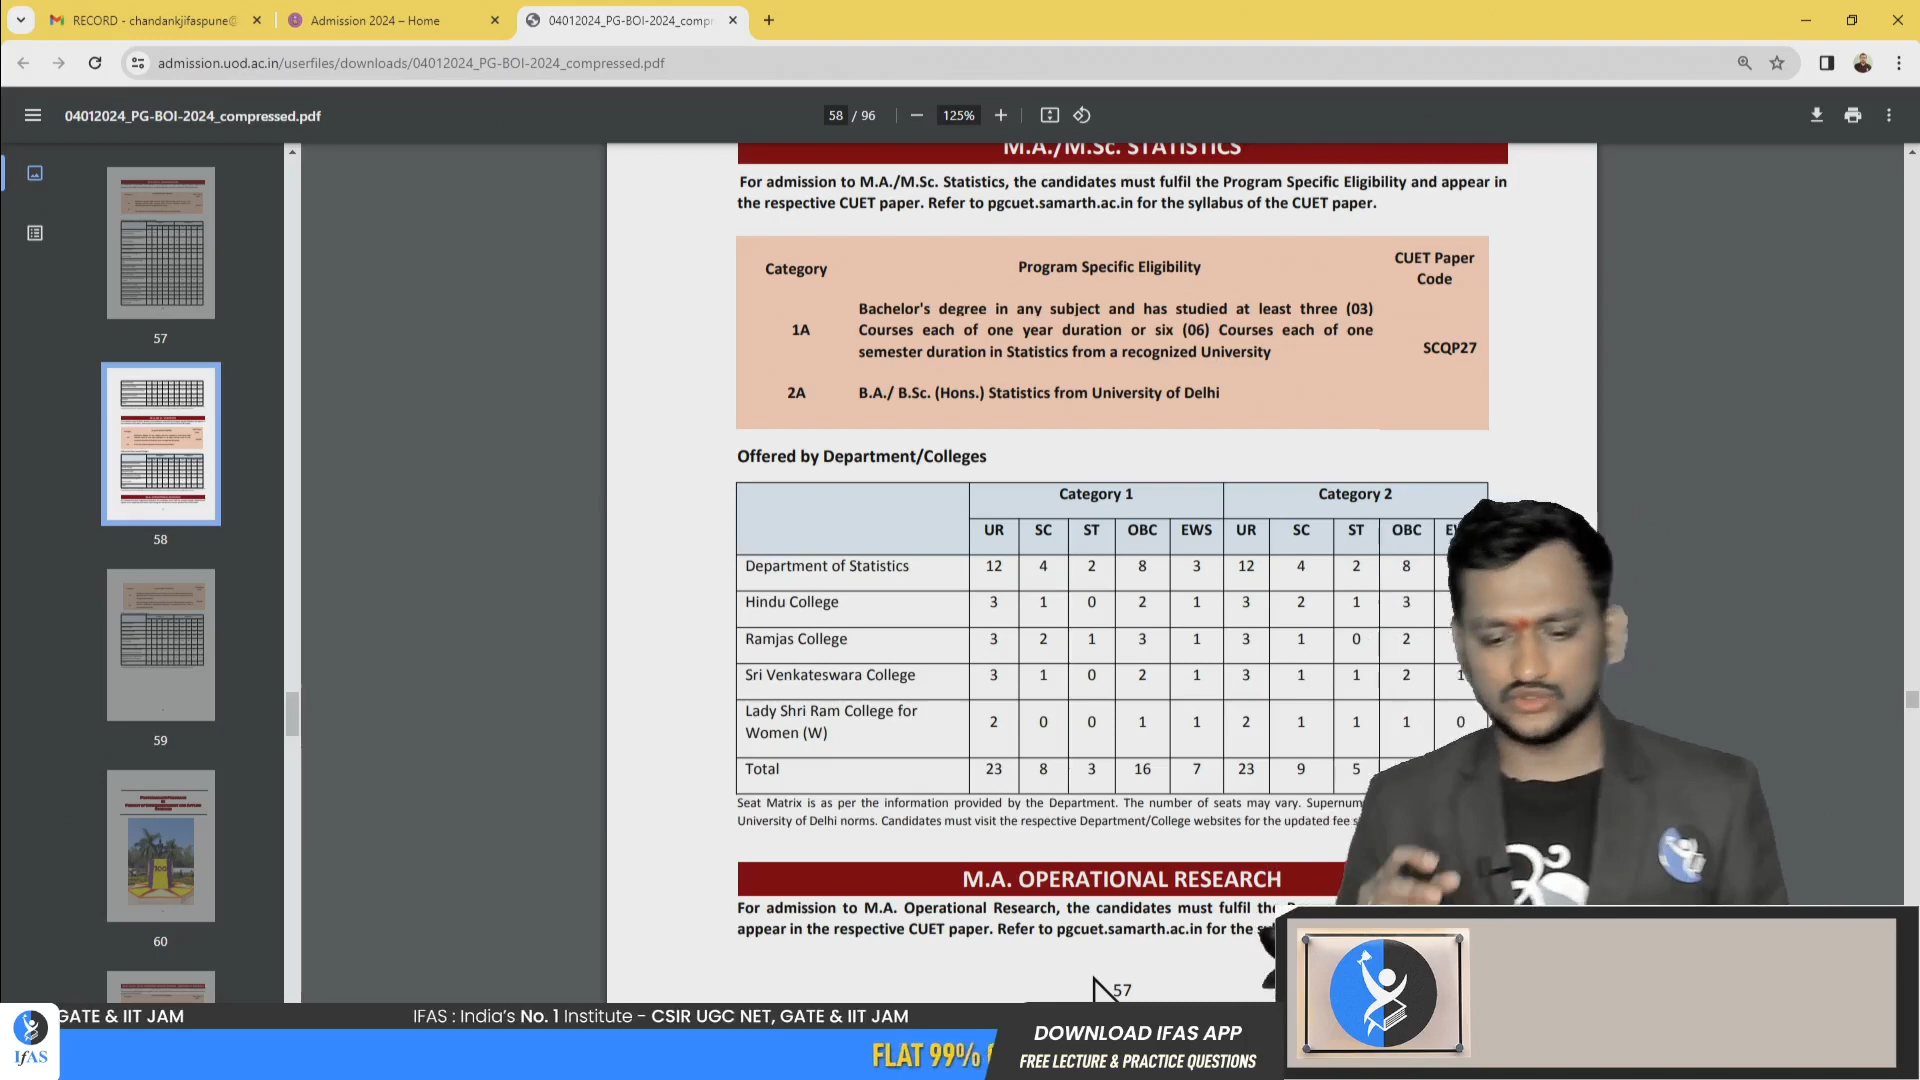 RECORD - chandankjifaspune@
Admission 2024 – Home
04012024_PG-BOI-2024_comp
admission.uod.ac.in/userfiles/downloads/04012024_PG-BOI-2024_compressed.pdf
04012024_PG-BOI-2024_compressed.pdf
58 / 96
125%
57
58
59
60
M.A./M.Sc. STATISTICS
For admission to M.A./M.Sc. Statistics, the candidates must fulfil the Program Specific Eligibility and appear in
the respective CUET paper. Refer to pgcuet.samarth.ac.in for the syllabus of the CUET paper.
Category Program Specific Eligibility CUET Paper Code
1A Bachelor's degree in any subject and has studied at least three (03)
Courses each of one year duration or six (06) Courses each of one
semester duration in Statistics from a recognized University
SCQP27
2A B.A./ B.Sc. (Hons.) Statistics from University of Delhi
Offered by Department/Colleges
Category 1 Category 2
UR SC ST OBC EWS UR SC ST OBC
Department of Statistics 12 4 2 8 3 12 4 2 8
Hindu College 3 1 0 2 1 3 2 1 3
Ramjas College 3 2 1 3 1 3 1 0 2
Sri Venkateswara College 3 1 0 2 1 3 1 1 2 1
Lady Shri Ram College for
Women (W) 2 0 0 1 1 2 1 1 1 0
Total 23 8 3 16 7 23 9 5
Seat Matrix is as per the information provided by the Department. The number of seats may vary.
University of Delhi norms. Candidates must visit the respective Department/College websites for the updated fee
M.A. OPERATIONAL RESEARCH
For admission to M.A. Operational Research, the candidates must fulfil the
appear in the respective CUET paper. Refer to pgcuet.samarth.ac.in for the
57
GATE & IIT JAM
IFAS : India's No. 1 Institute - CSIR UGC NET, GATE & IIT JAM
IfAS
FLAT 99%
DOWNLOAD IFAS APP
FREE LECTURE & PRACTICE QUESTIONS